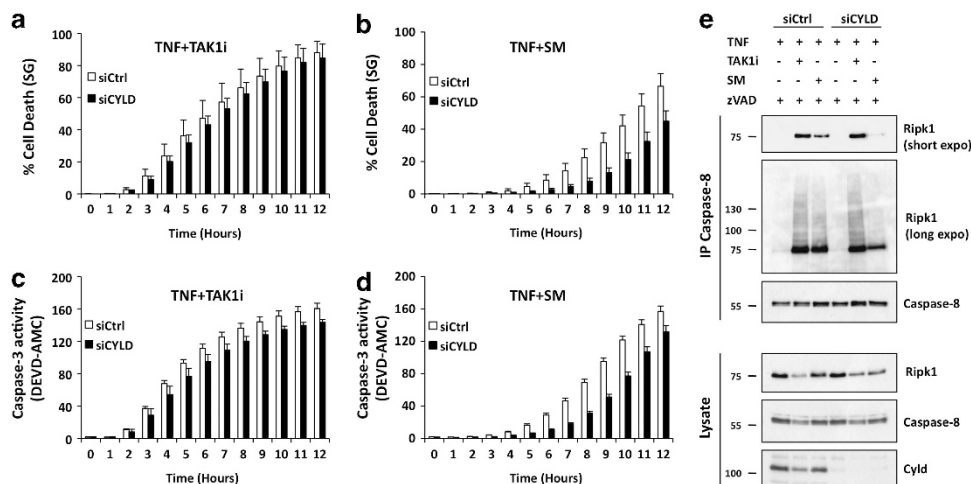 a
TNF+TAK1i
% Cell Death (SG)
100
80
60
40
20
0
siCtrl
siCYLD
0 1 2 3 4 5 6 7 8 9 10 11 12
Time (Hours)
b
TNF+SM
% Cell Death (SG)
100
80
60
40
20
0
siCtrl
siCYLD
0 1 2 3 4 5 6 7 8 9 10 11 12
Time (Hours)
c
TNF+TAK1i
Caspase-3 activity
(DEVD-AMC)
200
160
120
80
40
0
siCtrl
siCYLD
0 1 2 3 4 5 6 7 8 9 10 11 12
Time (Hours)
d
TNF+SM
Caspase-3 activity
(DEVD-AMC)
200
160
120
80
40
0
siCtrl
siCYLD
0 1 2 3 4 5 6 7 8 9 10 11 12
Time (Hours)
e
siCtrl siCYLD
TNF + + + + + +
TAK1i - + - - + -
SM - - + - - +
zVAD + + + + + +
IP Caspase-8
75
Ripk1
(short expo)
130
100
75
Ripk1
(long expo)
55
Caspase-8
Lysate
75
Ripk1
55
Caspase-8
100
Cyld